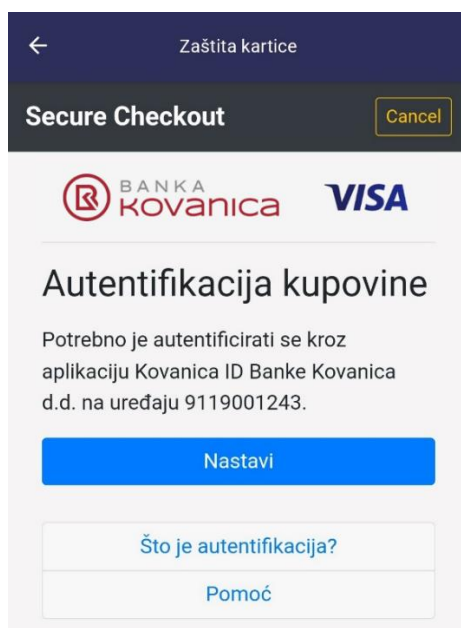 Zaštita kartice
Secure Checkout
Cancel
BANKA
kovanica
VISA
Autentifikacija kupovine
Potrebno je autentificirati se kroz
aplikaciju Kovanica ID Banke Kovanica
d.d. na uređaju 9119001243.
Nastavi
Što je autentifikacija?
Pomoć